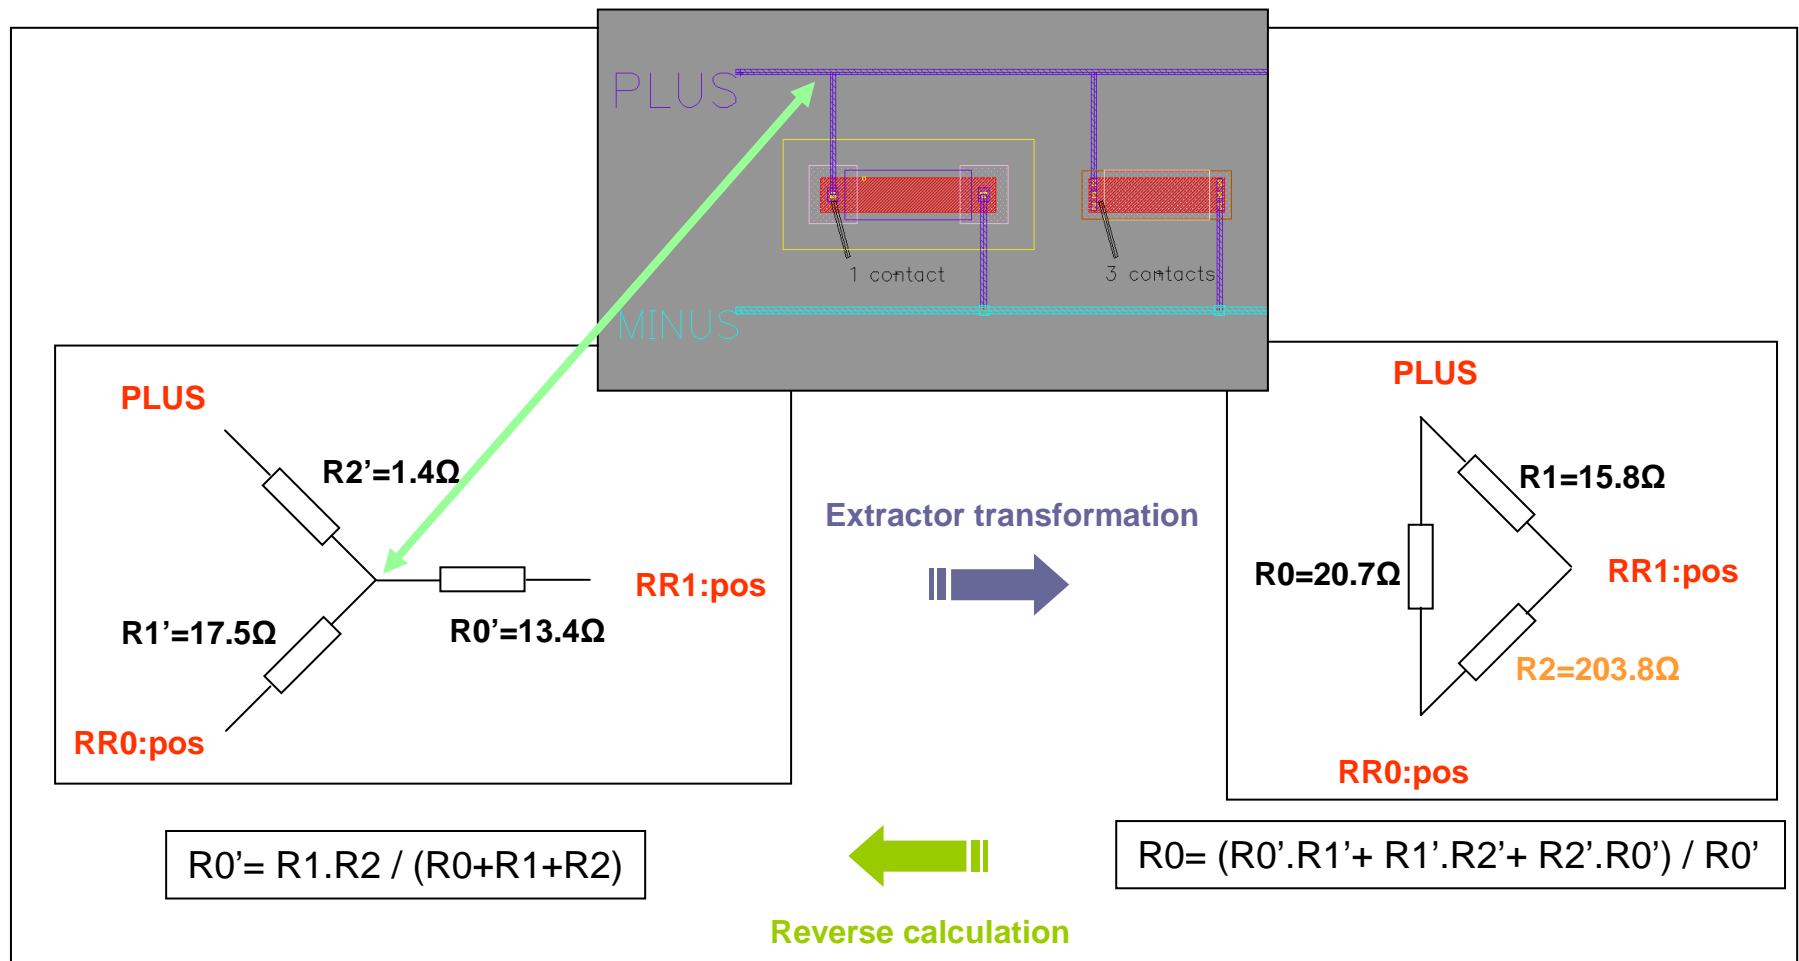 PLUS
1 contact
3 contacts
MINUS
PLUS
R2’=1.4Ω
R1’=17.5Ω
R0’=13.4Ω
RR1:pos
RR0:pos
Extractor transformation
PLUS
R1=15.8Ω
R0=20.7Ω
RR1:pos
R2=203.8Ω
RR0:pos
R0’= R1.R2 / (R0+R1+R2)
R0= (R0’.R1’+ R1’.R2’+ R2’.R0’) / R0’
Reverse calculation